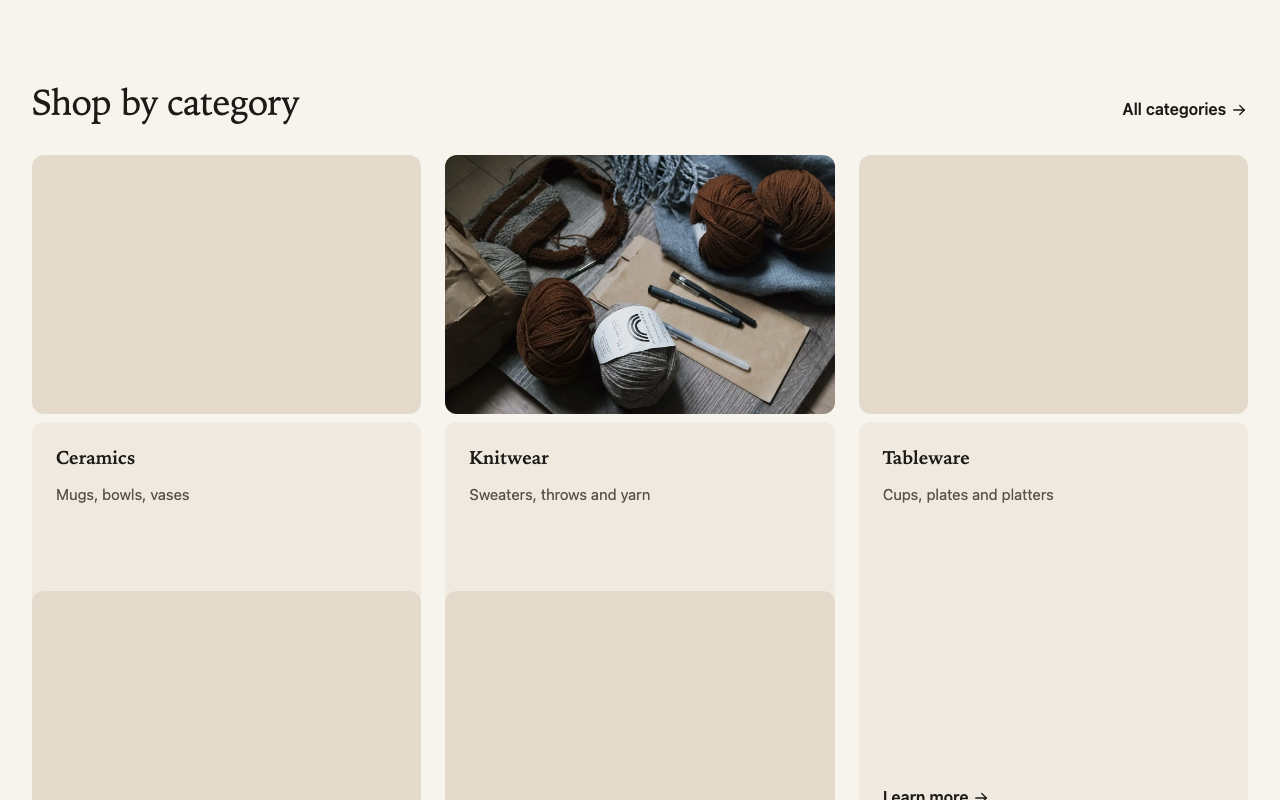 Shop by category
All categories →
Ceramics
Mugs, bowls, vases
Knitwear
Sweaters, throws and yarn
Tableware
Cups, plates and platters
Learn more →